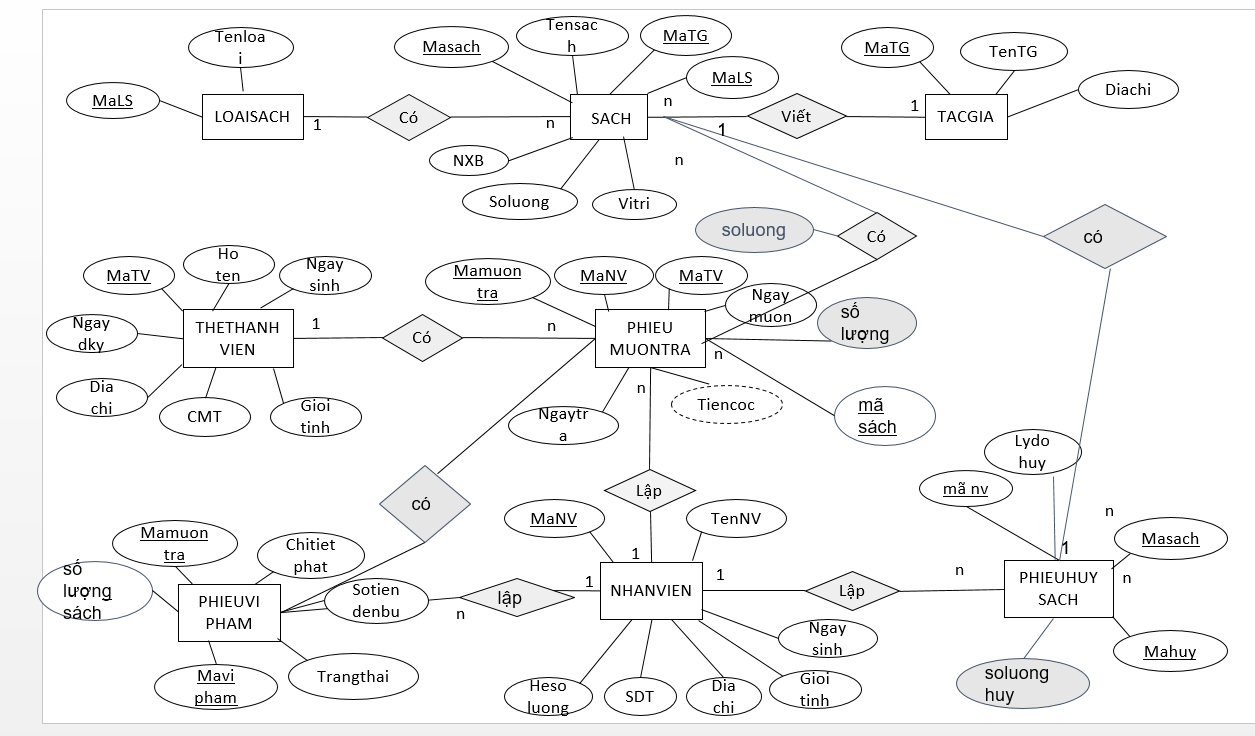 Tenloa
i
Masach
Tensac
h
MaTG
MaLS
MaTG
TenTG
Diachi
MaLS
LOAISACH
1
Có
n
SACH
n
1
Viết
1
TACGIA
NXB
n
Soluong
Vitri
soluong
Có
có
MaTV
Ho
ten
Ngay
sinh
Mamuon
tra
MaNV
MaTV
Ngay
muon
số
lượng
Ngay
dky
THETHANH
VIEN
1
Có
n
PHIEU
MUONTRA
n
Dia
chi
CMT
Gioi
tinh
Ngaytr
a
n
Tiencoc
mã
sách
Lydo
huy
có
Lập
mã nv
MaNV
TenNV
n
Masach
Mamuon
tra
Chitiet
phat
1
1
số
lượng
sách
PHIEUVI
PHAM
Sotien
denbu
n
lập
1
NHANVIEN
1
Lập
n
PHIEUHUY
SACH
n
Mavi
pham
Trangthai
Heso
luong
SDT
Dia
chi
Gioi
tinh
Ngay
sinh
Mahuy
soluong
huy